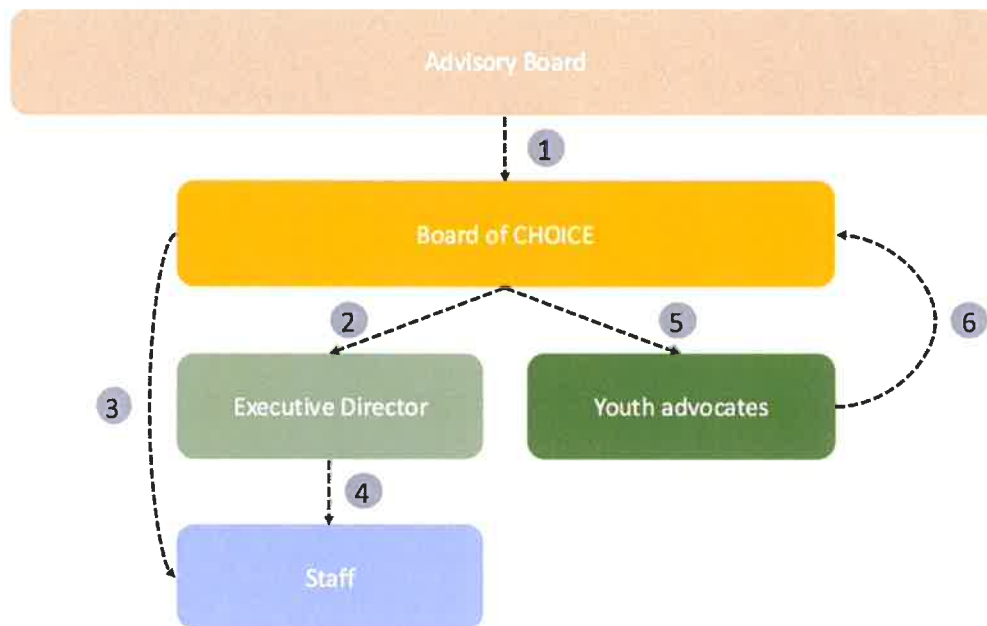 Advisory Board
1
Board of CHOICE
2
5
6
3
Executive Director
Youth advocates
4
Staff